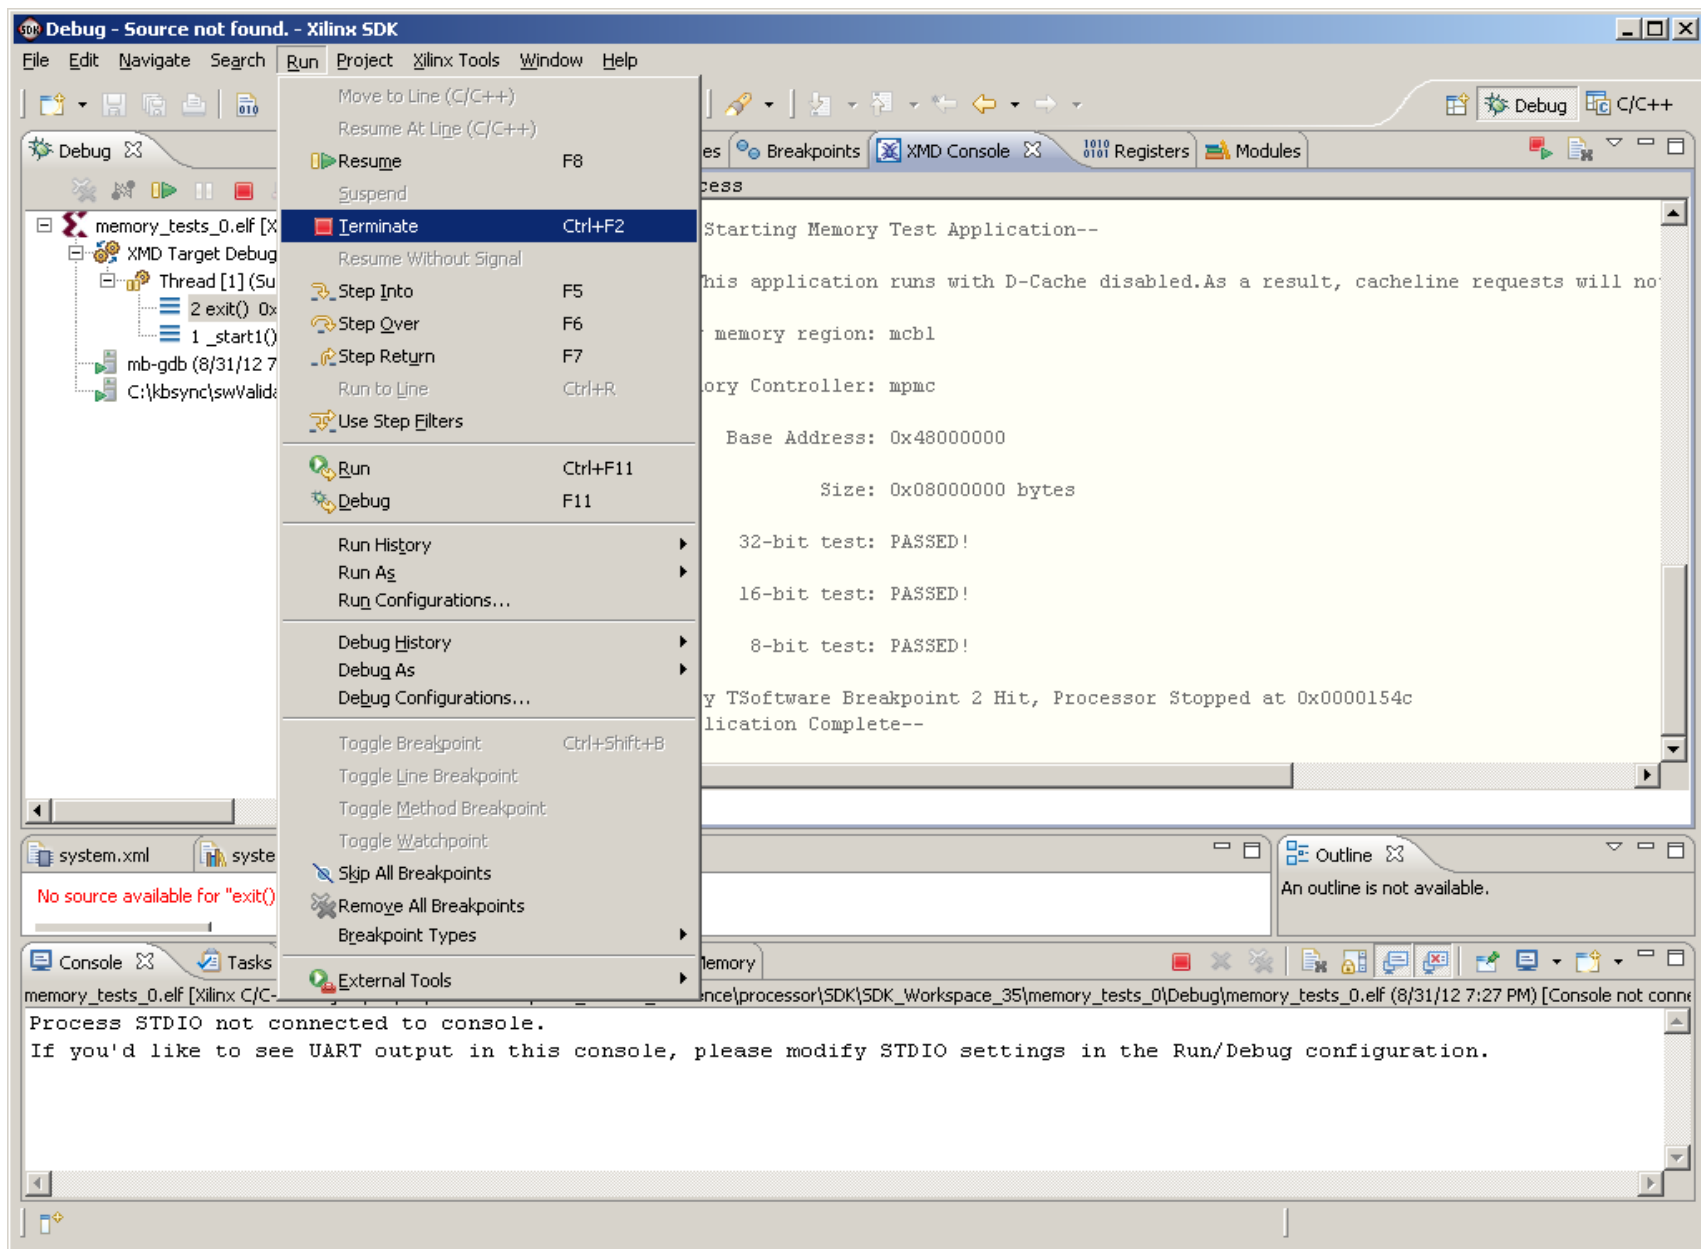 Debug - Source not found. - Xilinx SDK
File Edit Navigate Search Run Project Xilinx Tools Window Help
Debug C/C++
Debug
es Breakpoints XMD Console Registers Modules
memory_tests_0.elf [X
XMD Target Debug
Thread [1] (Su
2 exit() 0x
1 _start1()
mb-gdb (8/31/12 7
C:\kbsync\swValida
Move to Line (C/C++)
Resume At Line (C/C++)
Resume F8
Suspend
Terminate Ctrl+F2
Resume Without Signal
Step Into F5
Step Over F6
Step Return F7
Run to Line Ctrl+R
Use Step Filters
Run Ctrl+F11
Debug F11
Run History
Run As
Run Configurations...
Debug History
Debug As
Debug Configurations...
Toggle Breakpoint Ctrl+Shift+B
Toggle Line Breakpoint
Toggle Method Breakpoint
Toggle Watchpoint
Skip All Breakpoints
Remove All Breakpoints
Breakpoint Types
External Tools
cess
Starting Memory Test Application--
his application runs with D-Cache disabled.As a result, cacheline requests will no
memory region: mcbl
ory Controller: mpmc
Base Address: 0x48000000
Size: 0x08000000 bytes
32-bit test: PASSED!
16-bit test: PASSED!
8-bit test: PASSED!
y TSoftware Breakpoint 2 Hit, Processor Stopped at 0x0000154c
lication Complete--
system.xml syste
No source available for "exit()
Outline
An outline is not available.
Console Tasks Memory
memory_tests_0.elf [Xilinx C/C- ence\processor\SDK\SDK_Workspace_35\memory_tests_0\Debug\memory_tests_0.elf (8/31/12 7:27 PM) [Console not conne
Process STDIO not connected to console.
If you'd like to see UART output in this console, please modify STDIO settings in the Run/Debug configuration.